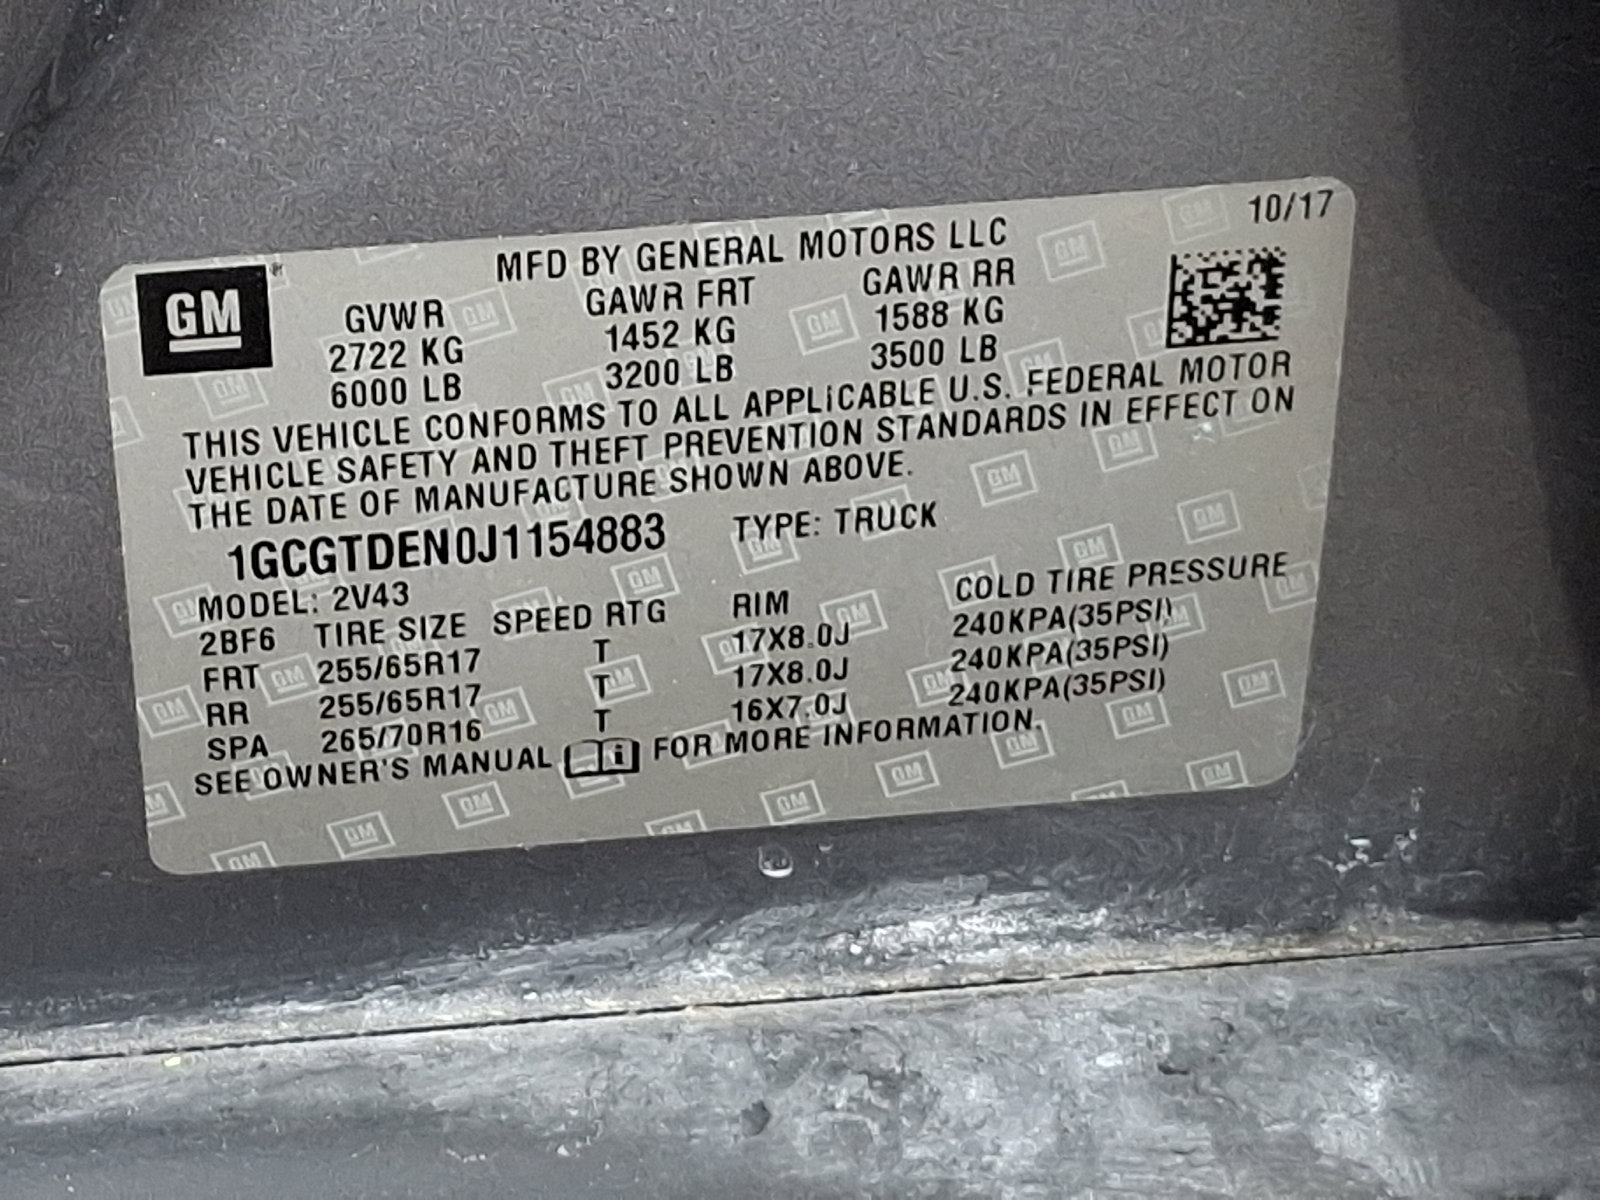 10/17
GM
MFD BY GENERAL MOTORS LLC
GVWR GAWR FRT GAWR RR
2722 KG 1452 KG 1588 KG
6000 LB 3200 LB 3500 LB
THIS VEHICLE CONFORMS TO ALL APPLICABLE U.S. FEDERAL MOTOR
VEHICLE SAFETY AND THEFT PREVENTION STANDARDS IN EFFECT ON
THE DATE OF MANUFACTURE SHOWN ABOVE.
1GCGTDEN0J1154883 TYPE: TRUCK
MODEL: 2V43
2BF6 TIRE SIZE SPEED RTG RIM COLD TIRE PRESSURE
FRT 255/65R17 T 17X8.0J 240KPA(35PSI)
RR 255/65R17 T 17X8.0J 240KPA(35PSI)
SPA 265/70R16 T 16X7.0J 240KPA(35PSI)
SEE OWNER'S MANUAL i FOR MORE INFORMATION.